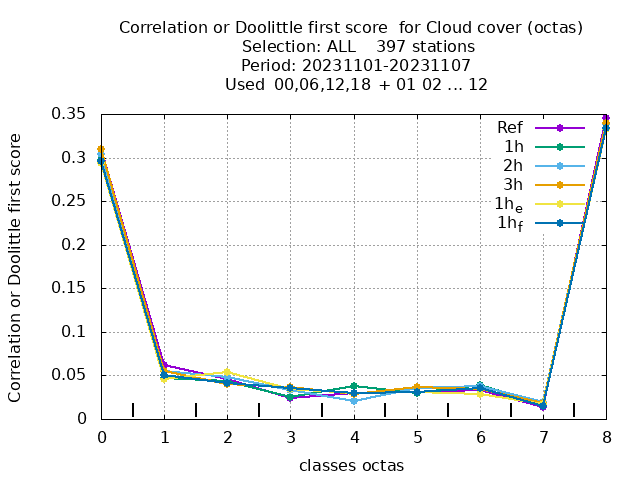 Correlation or Doolittle first score  for Cloud cover (octas)
Selection: ALL    397 stations
Period: 20231101-20231107
Used  00,06,12,18  + 01 02 ... 12
Correlation or Doolittle first score
0.35
0.3
0.25
0.2
0.15
0.1
0.05
0
Ref
1h
2h
3h
1he
1hf
0 1 2 3 4 5 6 7 8
classes octas